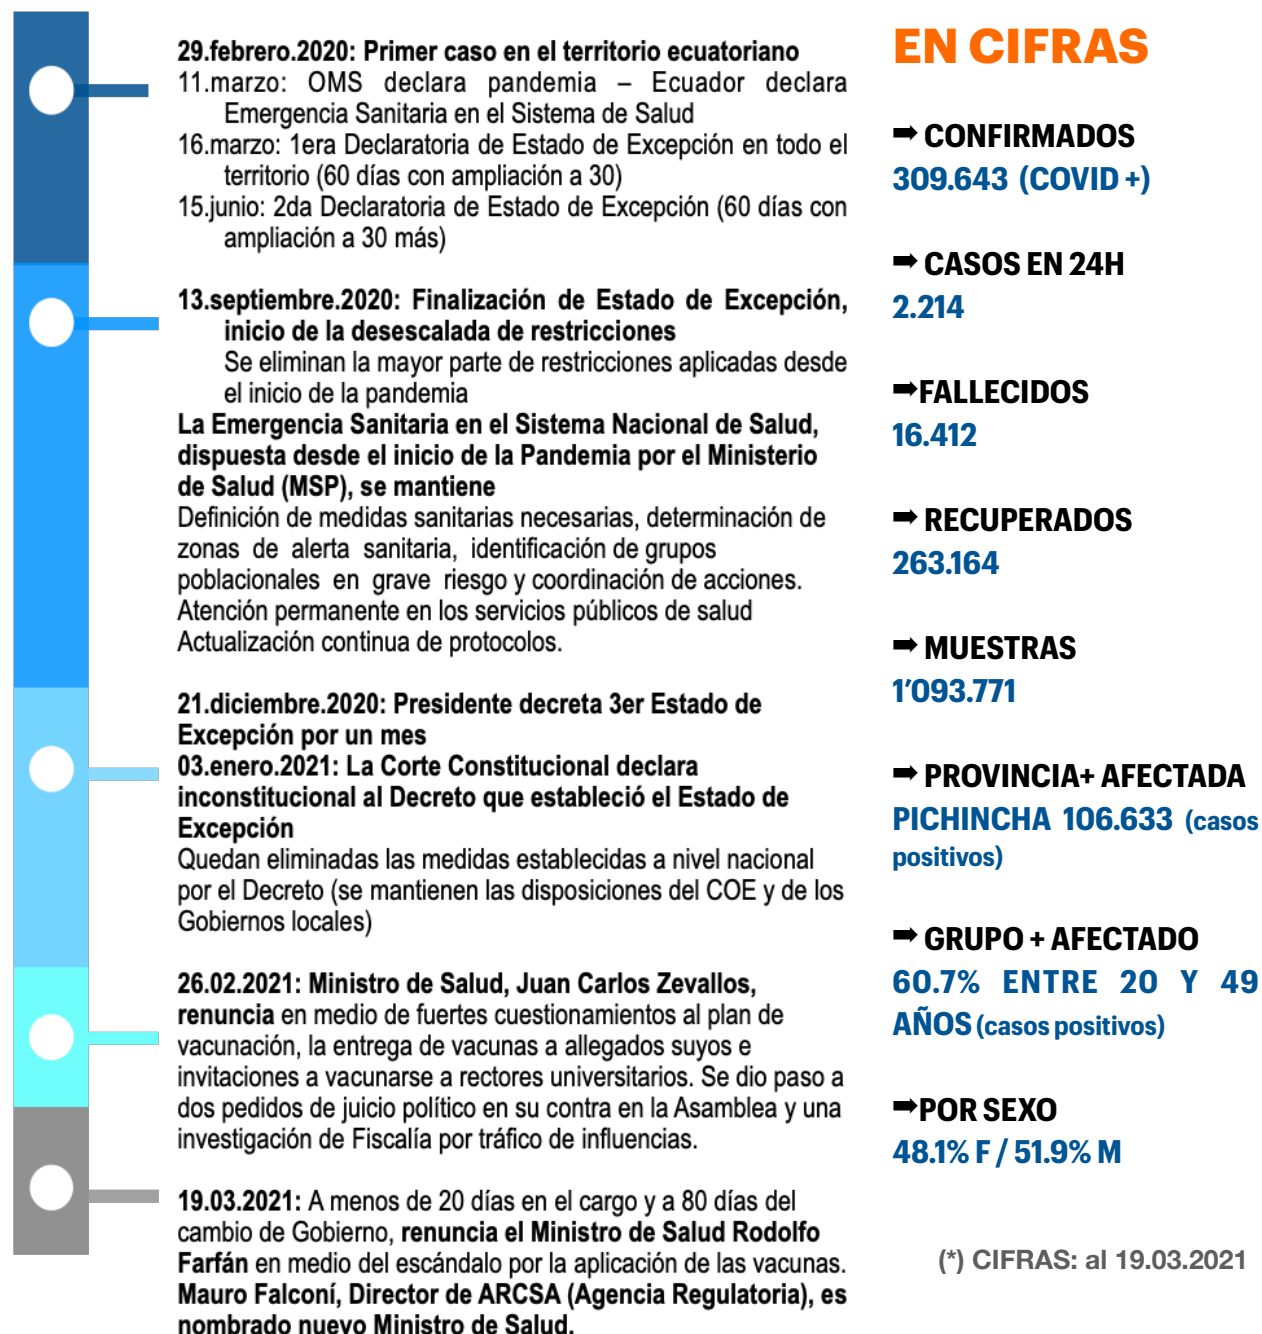 29.febrero.2020: Primer caso en el territorio ecuatoriano
11.marzo: OMS declara pandemia – Ecuador declara
Emergencia Sanitaria en el Sistema de Salud
16.marzo: 1era Declaratoria de Estado de Excepción en todo el
territorio (60 días con ampliación a 30)
15.junio: 2da Declaratoria de Estado de Excepción (60 días con
ampliación a 30 más)
13.septiembre.2020: Finalización de Estado de Excepción,
inicio de la desescalada de restricciones
Se eliminan la mayor parte de restricciones aplicadas desde
el inicio de la pandemia
La Emergencia Sanitaria en el Sistema Nacional de Salud,
dispuesta desde el inicio de la Pandemia por el Ministerio
de Salud (MSP), se mantiene
Definición de medidas sanitarias necesarias, determinación de
zonas de alerta sanitaria, identificación de grupos
poblacionales en grave riesgo y coordinación de acciones.
Atención permanente en los servicios públicos de salud
Actualización continua de protocolos.
21.diciembre.2020: Presidente decreta 3er Estado de
Excepción por un mes
03.enero.2021: La Corte Constitucional declara
inconstitucional al Decreto que estableció el Estado de
Excepción
Quedan eliminadas las medidas establecidas a nivel nacional
por el Decreto (se mantienen las disposiciones del COE y de los
Gobiernos locales)
26.02.2021: Ministro de Salud, Juan Carlos Zevallos,
renuncia en medio de fuertes cuestionamientos al plan de
vacunación, la entrega de vacunas a allegados suyos e
invitaciones a vacunarse a rectores universitarios. Se dio paso a
dos pedidos de juicio político en su contra en la Asamblea y una
investigación de Fiscalía por tráfico de influencias.
19.03.2021: A menos de 20 días en el cargo y a 80 días del
cambio de Gobierno, renuncia el Ministro de Salud Rodolfo
Farfán en medio del escándalo por la aplicación de las vacunas.
Mauro Falconí, Director de ARCSA (Agencia Regulatoria), es
nombrado nuevo Ministro de Salud.
EN CIFRAS
➡ CONFIRMADOS
309.643 (COVID +)
➡ CASOS EN 24H
2.214
➡FALLECIDOS
16.412
➡ RECUPERADOS
263.164
➡ MUESTRAS
1’093.771
➡ PROVINCIA+ AFECTADA
PICHINCHA 106.633 (casos
positivos)
➡ GRUPO + AFECTADO
60.7% ENTRE 20 Y 49
AÑOS (casos positivos)
➡POR SEXO
48.1% F / 51.9% M
(*) CIFRAS: al 19.03.2021